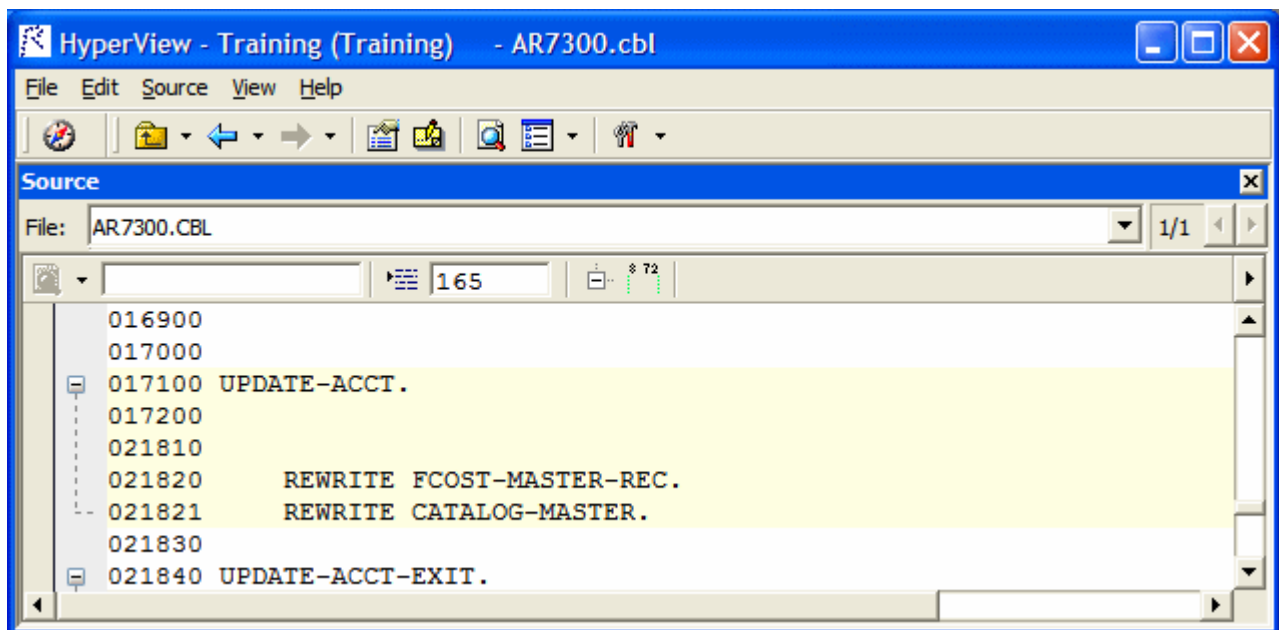 HyperView - Training (Training) - AR7300.cbl
File Edit Source View Help
Source
File: AR7300.CBL 1/1
165 8 72
016900
017000
017100 UPDATE-ACCT.
017200
021810
021820 REWRITE FCOST-MASTER-REC.
021821 REWRITE CATALOG-MASTER.
021830
021840 UPDATE-ACCT-EXIT.